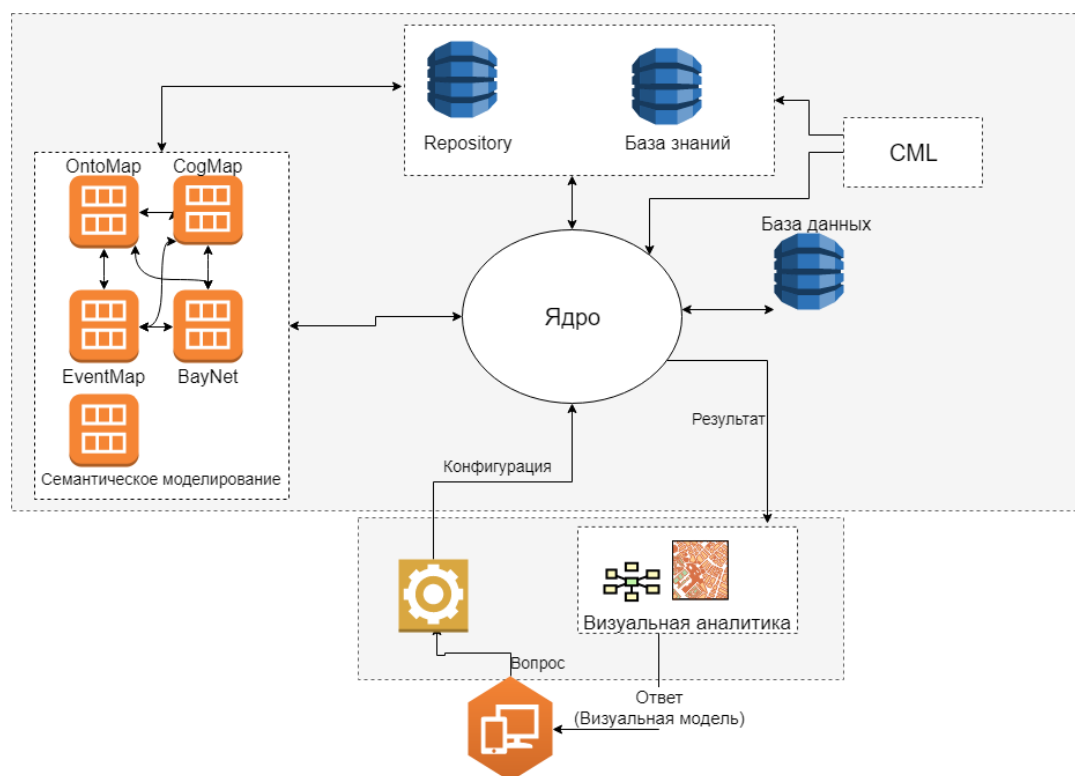 Repository
База знаний
CML
OntoMap
CogMap
База данных
Ядро
EventMap
BayNet
Результат
Конфигурация
Семантическое моделирование
Визуальная аналитика
Вопрос
Ответ
(Визуальная модель)